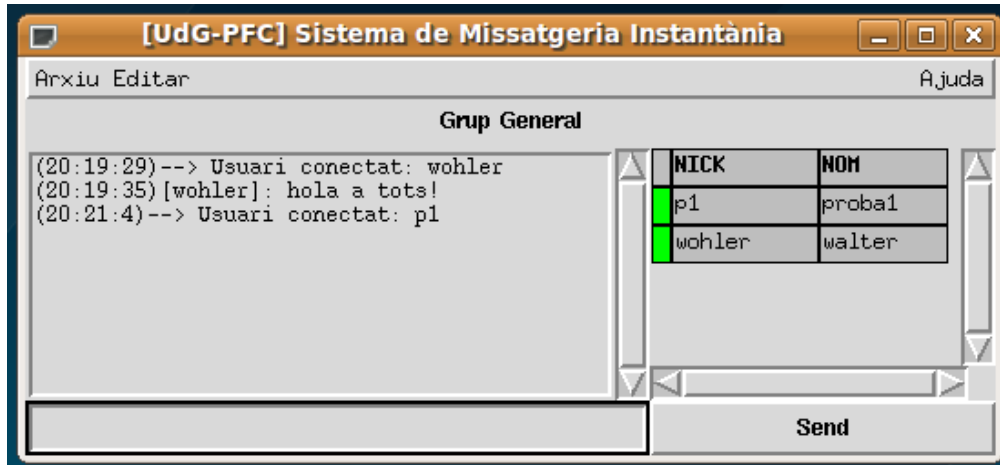 [UdG-PFC] Sistema de Missatgeria Instantània
Arxiu Editar Ajuda
Grup General
(20:19:29)--> Usuari conectat: wohler
(20:19:35)[wohler]: hola a tots!
(20:21:4)--> Usuari conectat: p1
NICK NOM
p1 proba1
wohler walter
Send